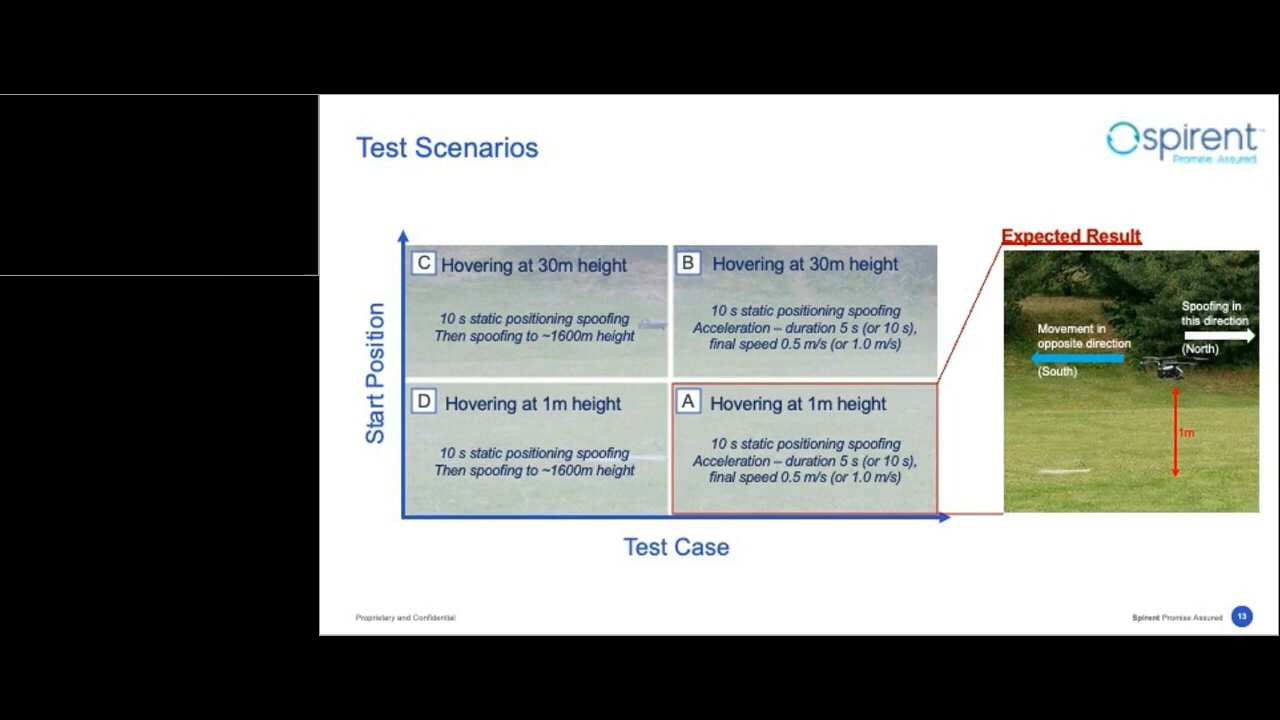 Test Scenarios
spirent™
Promise. Assured.
Start Position
C Hovering at 30m height
10 s static positioning spoofing
Then spoofing to ~1600m height
B Hovering at 30m height
10 s static positioning spoofing
Acceleration – duration 5 s (or 10 s),
final speed 0.5 m/s (or 1.0 m/s)
D Hovering at 1m height
10 s static positioning spoofing
Then spoofing to ~1600m height
A Hovering at 1m height
10 s static positioning spoofing
Acceleration – duration 5 s (or 10 s),
final speed 0.5 m/s (or 1.0 m/s)
Test Case
Expected Result
Spoofing in
this direction
(North)
Movement in
opposite direction
(South)
1m
Proprietary and Confidential
Spirent Promise Assured
13